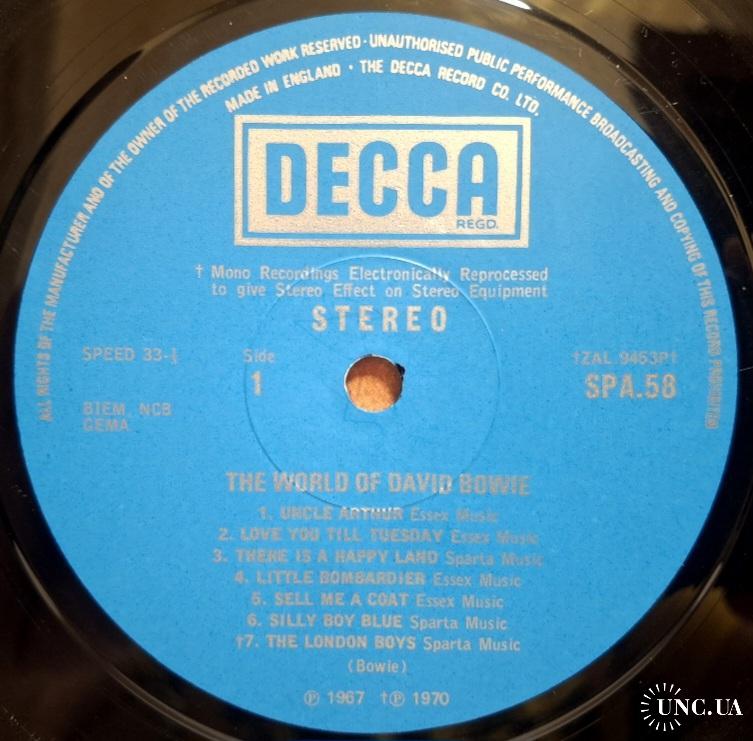 ALL RIGHTS OF THE MANUFACTURER AND OF THE OWNER OF THE RECORDED WORK RESERVED · UNAUTHORISED PUBLIC PERFORMANCE BROADCASTING AND COPYING OF THIS RECORD PROHIBITED
MADE IN ENGLAND · THE DECCA RECORD CO. LTD.
DECCA
REGD.
† Mono Recordings Electronically Reprocessed
to give Stereo Effect on Stereo Equipment
STEREO
SPEED 33-⅓
Side
1
†ZAL 9453P†
SPA.58
BIEM, NCB
GEMA
THE WORLD OF DAVID BOWIE
1. UNCLE ARTHUR Essex Music
2. LOVE YOU TILL TUESDAY Essex Music
3. THERE IS A HAPPY LAND Sparta Music
4. LITTLE BOMBARDIER Essex Music
5. SELL ME A COAT Essex Music
6. SILLY BOY BLUE Sparta Music
†7. THE LONDON BOYS Sparta Music
(Bowie)
℗ 1967 †℗ 1970
UNC.UA